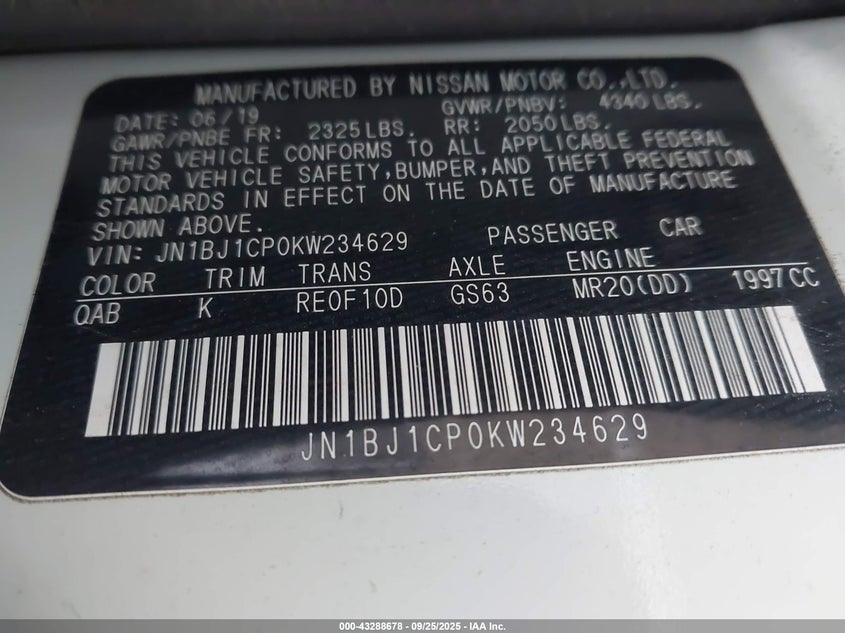 MANUFACTURED BY NISSAN MOTOR CO.,LTD.
DATE: 06/19 GVWR/PNBV: 4340 LBS.
GAWR/PNBE FR: 2325 LBS. RR: 2050 LBS.
THIS VEHICLE CONFORMS TO ALL APPLICABLE FEDERAL
MOTOR VEHICLE SAFETY,BUMPER,AND THEFT PREVENTION
STANDARDS IN EFFECT ON THE DATE OF MANUFACTURE
SHOWN ABOVE.
VIN: JN1BJ1CP0KW234629 PASSENGER CAR
COLOR TRIM TRANS AXLE ENGINE
QAB K RE0F10D GS63 MR20(DD) 1997CC
JN1BJ1CP0KW234629
000-43288678 - 09/25/2025 - IAA Inc.